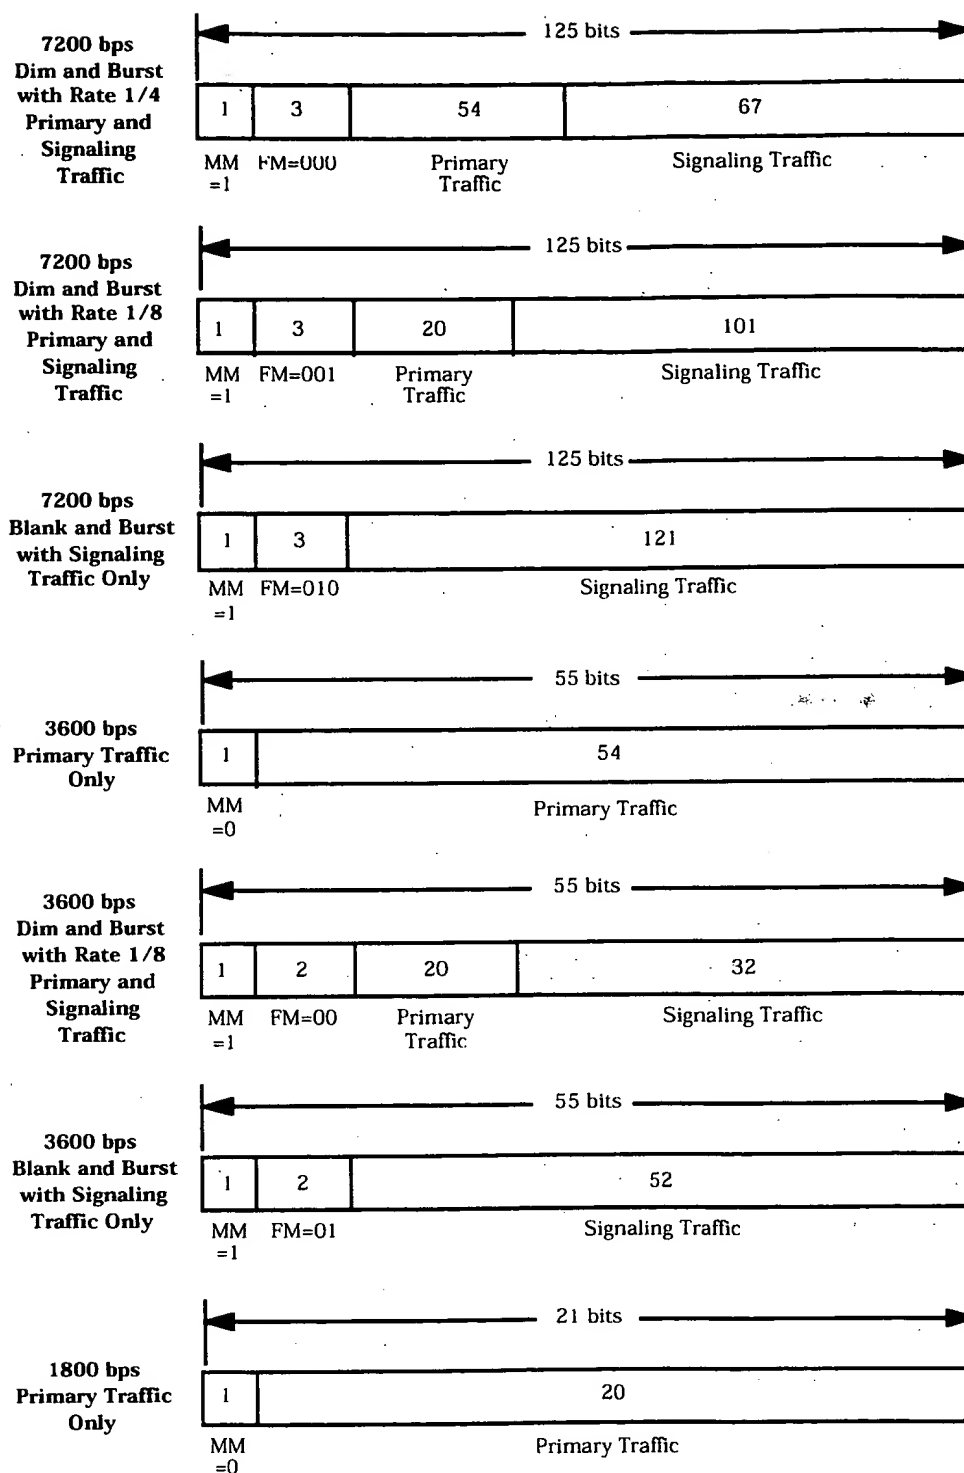 125 bits
7200 bps
Dim and Burst
with Rate 1/4
Primary and
Signaling
Traffic
1 3 54 67
MM
=1
FM=000
Primary
Traffic
Signaling Traffic
125 bits
7200 bps
Dim and Burst
with Rate 1/8
Primary and
Signaling
Traffic
1 3 20 101
MM
=1
FM=001
Primary
Traffic
Signaling Traffic
125 bits
7200 bps
Blank and Burst
with Signaling
Traffic Only
1 3 121
MM
=1
FM=010
Signaling Traffic
55 bits
3600 bps
Primary Traffic
Only
1 54
MM
=0
Primary Traffic
55 bits
3600 bps
Dim and Burst
with Rate 1/8
Primary and
Signaling
Traffic
1 2 20 32
MM
=1
FM=00
Primary
Traffic
Signaling Traffic
55 bits
3600 bps
Blank and Burst
with Signaling
Traffic Only
1 2 52
MM
=1
FM=01
Signaling Traffic
21 bits
1800 bps
Primary Traffic
Only
1 20
MM
=0
Primary Traffic